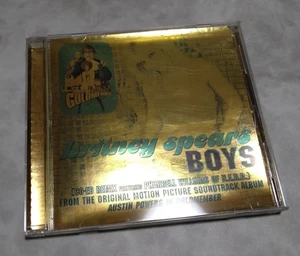 GOLDMEMBER
britney spears
BOYS
[CO-ED REMIX FEATURING PHARRELL WILLIAMS OF N.E.R.D.]
FROM THE ORIGINAL MOTION PICTURE SOUNDTRACK ALBUM
AUSTIN POWERS IN GOLDMEMBER